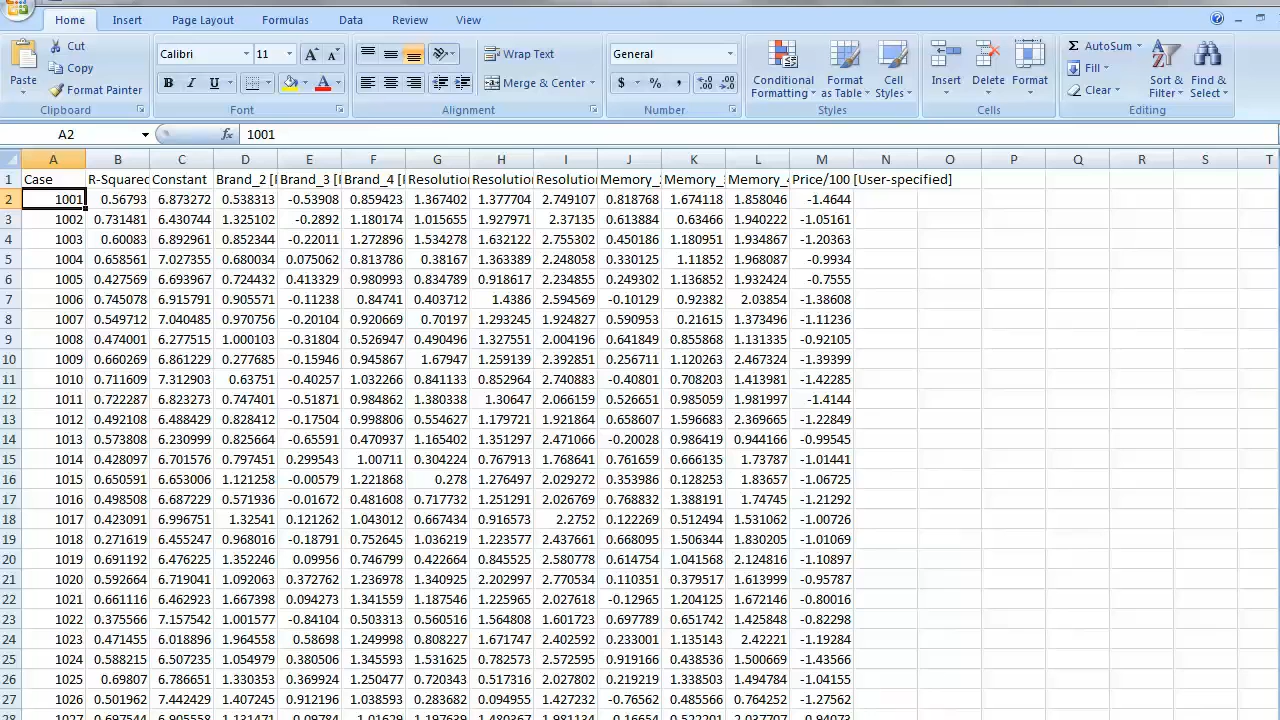 Home Insert Page Layout Formulas Data Review View
Paste Cut Copy Format Painter
Clipboard
Calibri 11 A A
B I U A
Font
Wrap Text
Merge & Center
Alignment
General
$ % , .00 .00
Number
Conditional Formatting Format as Table Cell Styles
Styles
Insert Delete Format
Cells
AutoSum Fill Clear
Sort & Filter Find & Select
Editing
A2 fx 1001
A B C D E F G H I J K L M N O P Q R S T
1 Case R-Squared Constant Brand_2 [ Brand_3 [ Brand_4 [ Resolution Resolution Resolution Memory_ Memory_ Memory_ Price/100 [User-specified]
2 1001 0.56793 6.873272 0.538313 -0.53908 0.859423 1.367402 1.377704 2.749107 0.818768 1.674118 1.858046 -1.4644
3 1002 0.731481 6.430744 1.325102 -0.2892 1.180174 1.015655 1.927971 2.37135 0.613884 0.63466 1.940222 -1.05161
4 1003 0.60083 6.892961 0.852344 -0.22011 1.272896 1.534278 1.632122 2.755302 0.450186 1.180951 1.934867 -1.20363
5 1004 0.658561 7.027355 0.680034 0.075062 0.813786 0.38167 1.363389 2.248058 0.330125 1.11852 1.968087 -0.9934
6 1005 0.427569 6.693967 0.724432 0.413329 0.980993 0.834789 0.918617 2.234855 0.249302 1.136852 1.932424 -0.7555
7 1006 0.745078 6.915791 0.905571 -0.11238 0.84741 0.403712 1.4386 2.594569 -0.10129 0.92382 2.03854 -1.38608
8 1007 0.549712 7.040485 0.970756 -0.20104 0.920669 0.70197 1.293245 1.924827 0.590953 0.21615 1.373496 -1.11236
9 1008 0.474001 6.277515 1.000103 -0.31804 0.526947 0.490496 1.327551 2.004196 0.641849 0.855868 1.131335 -0.92105
10 1009 0.660269 6.861229 0.277685 -0.15946 0.945867 1.67947 1.259139 2.392851 0.256711 1.120263 2.467324 -1.39399
11 1010 0.711609 7.312903 0.63751 -0.40257 1.032266 0.841133 0.852964 2.740883 -0.40801 0.708203 1.413981 -1.42285
12 1011 0.722287 6.823273 0.747401 -0.51871 0.984862 1.380338 1.30647 2.066159 0.526651 0.985059 1.981997 -1.4144
13 1012 0.492108 6.488429 0.828412 -0.17504 0.998806 0.554627 1.179721 1.921864 0.658607 1.596683 2.369665 -1.22849
14 1013 0.573808 6.230999 0.825664 -0.65591 0.470937 1.165402 1.351297 2.471066 -0.20028 0.986419 0.944166 -0.99545
15 1014 0.428097 6.701576 0.797451 0.299543 1.00711 0.304224 0.767913 1.768641 0.761659 0.666135 1.73787 -1.01441
16 1015 0.650591 6.653006 1.121258 -0.00579 1.221868 0.278 1.276497 2.029272 0.353986 0.128253 1.83657 -1.06725
17 1016 0.498508 6.687229 0.571936 -0.01672 0.481608 0.717732 1.251291 2.026769 0.768832 1.388191 1.74745 -1.21292
18 1017 0.423091 6.996751 1.32541 0.121262 1.043012 0.667434 0.916573 2.2752 0.122269 0.512494 1.531062 -1.00726
19 1018 0.271619 6.455247 0.968016 -0.18791 0.752645 1.036219 1.223577 2.437661 0.668095 1.506344 1.830205 -1.01069
20 1019 0.691192 6.476225 1.352246 0.09956 0.746799 0.422664 0.845525 2.580778 0.614754 1.041568 2.124816 -1.10897
21 1020 0.592664 6.719041 1.092063 0.372762 1.236978 1.340925 2.202997 2.770534 0.110351 0.379517 1.613999 -0.95787
22 1021 0.661116 6.462923 1.667398 0.094273 1.341559 1.187546 1.225965 2.027618 -0.12965 1.204125 1.672146 -0.80016
23 1022 0.375566 7.157542 1.001577 -0.84104 0.503313 0.560516 1.564808 1.601723 0.697789 0.651742 1.425848 -0.82298
24 1023 0.471455 6.018896 1.964558 0.58698 1.249998 0.808227 1.671747 2.402592 0.233001 1.135143 2.42221 -1.19284
25 1024 0.588215 6.507235 1.054979 0.380506 1.345593 1.531625 0.782573 2.572595 0.919166 0.438536 1.500669 -1.43566
26 1025 0.69807 6.786651 1.330353 0.369924 1.250477 0.720343 0.517316 2.027802 0.219219 1.338503 1.494784 -1.04155
27 1026 0.501962 7.442429 1.407245 0.912196 1.038593 0.283682 0.094955 1.427232 -0.76562 0.485566 0.764252 -1.27562